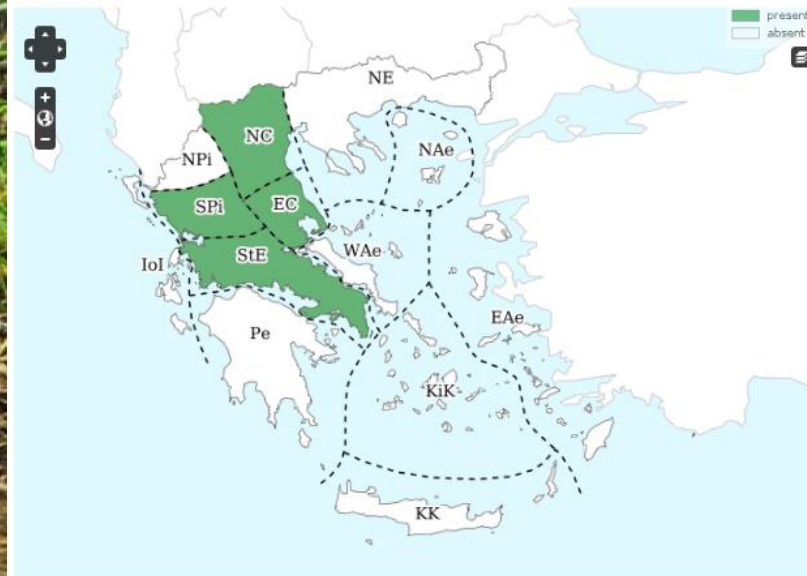 present
absent
NE
NC
NAe
NPi
EC
SPi
WAe
StE
IoI
EAe
Pe
KiK
KK